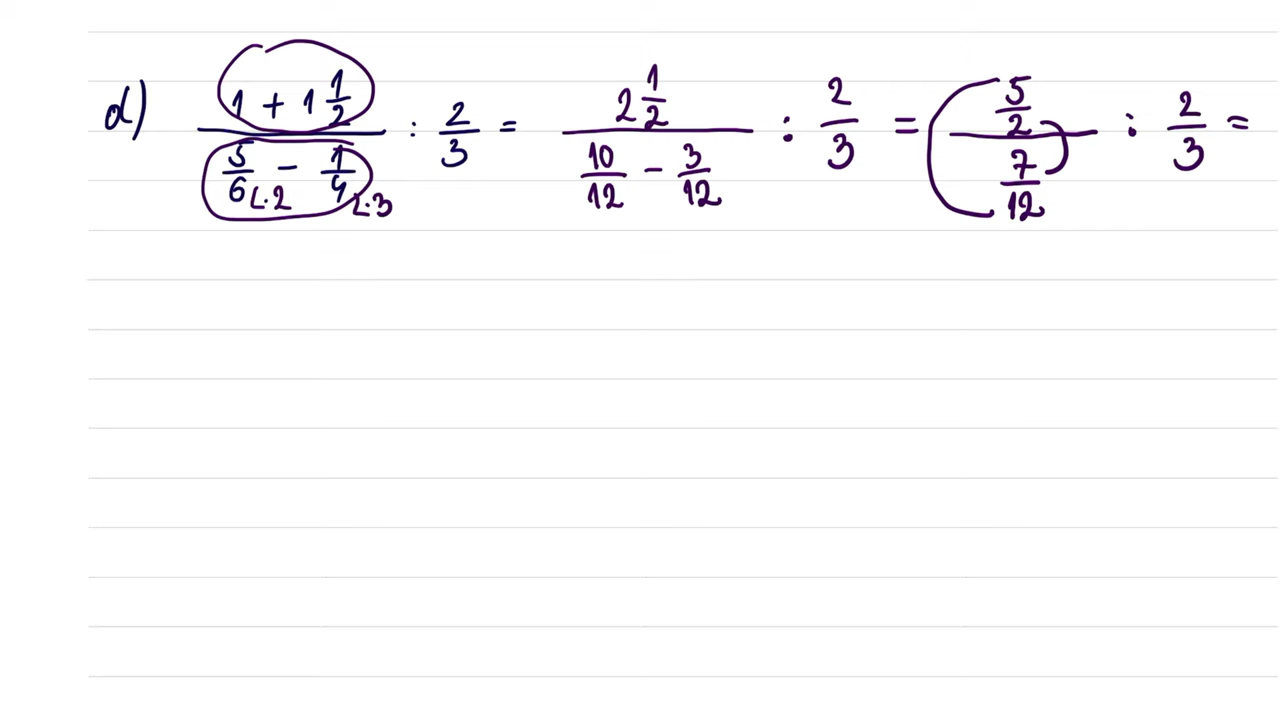 d) (1 + 1 1/2)/(5/6 L·2 − 1/4 L·3) : 2/3 = (2 1/2)/(10/12 − 3/12) : 2/3 = (5/2)/(7/12) : 2/3 =